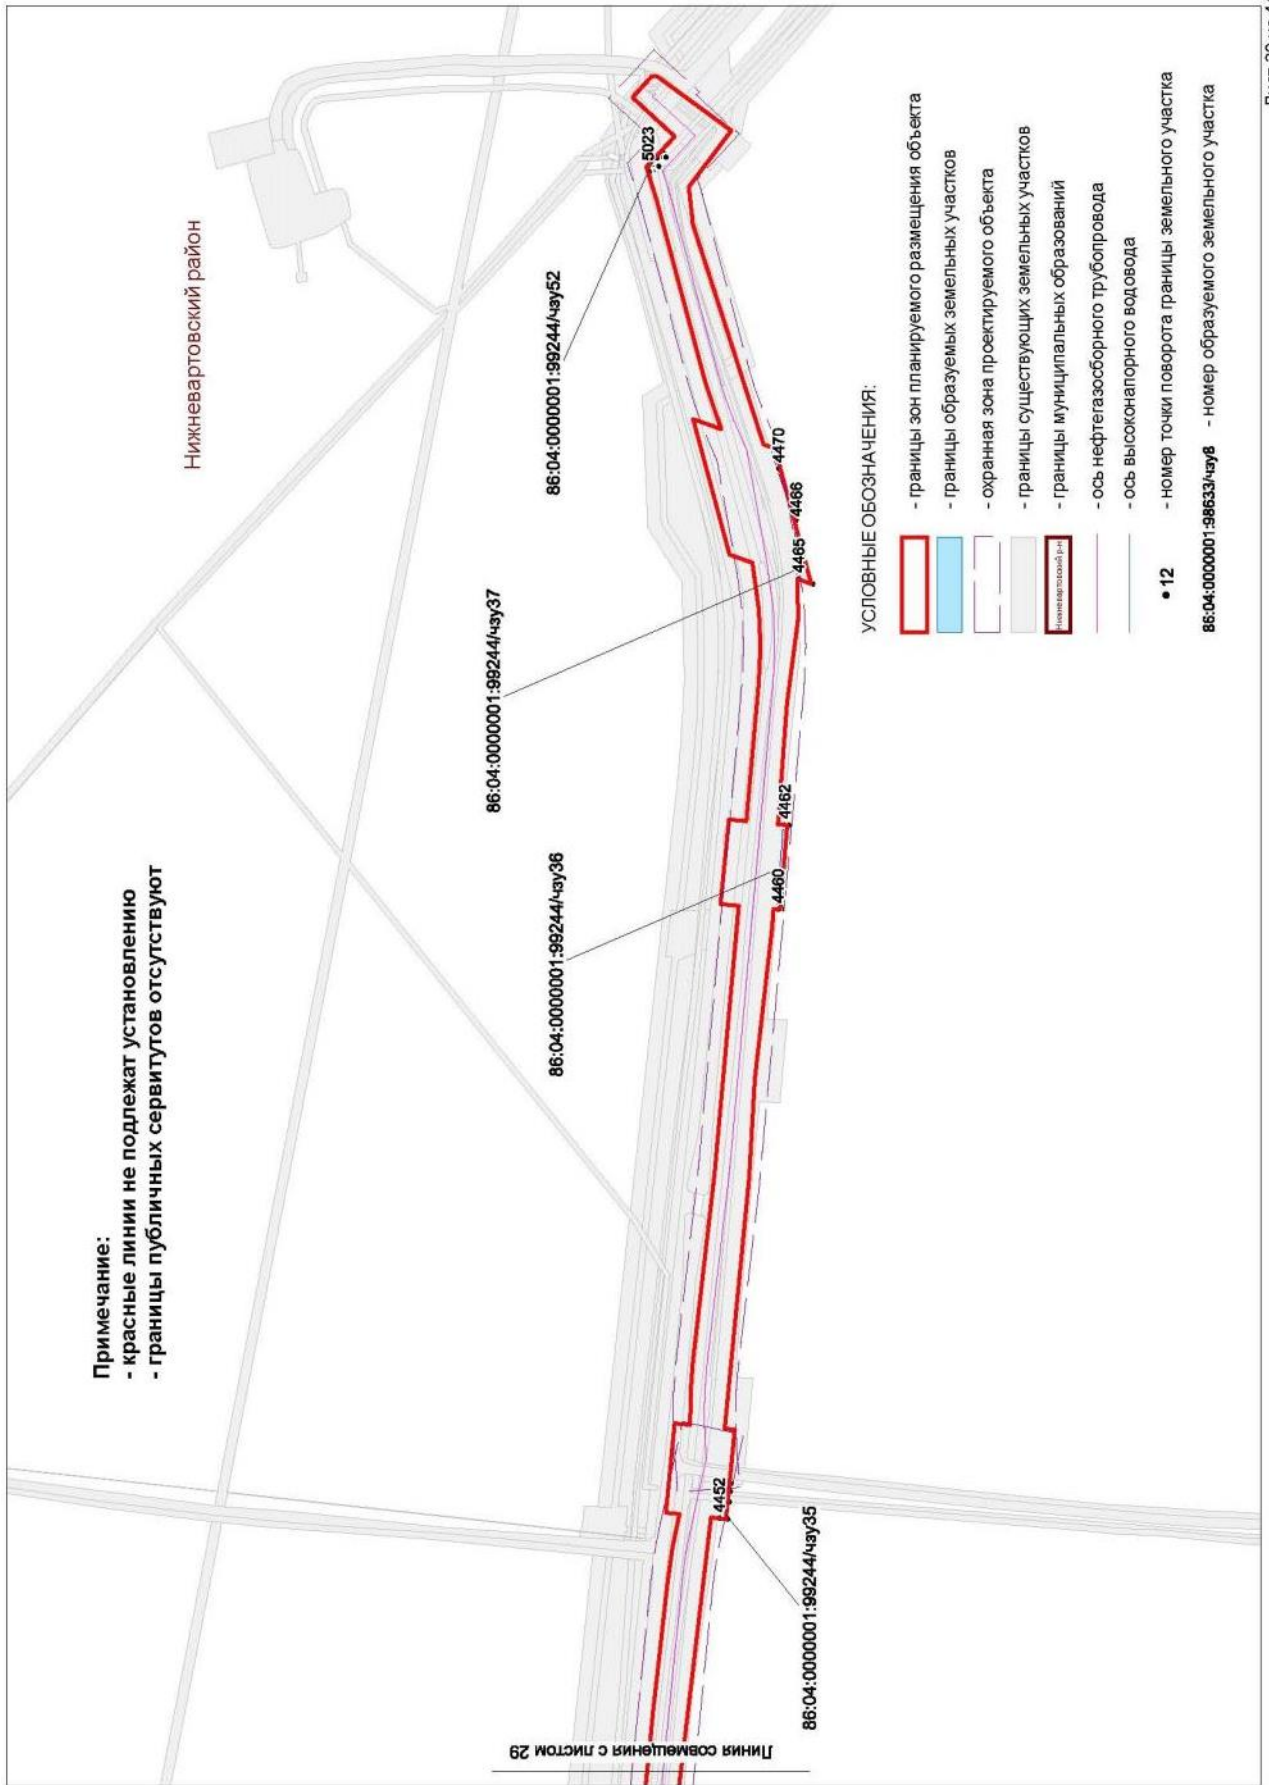 Примечание:
- красные линии не подлежат установлению
- границы публичных сервитутов отсутствуют
Нижневартовский район
86:04:0000001:99244/чзу52
5023
86:04:0000001:99244/чзу37
4470
4466
4465
86:04:0000001:99244/чзу36
4462
4460
4452
86:04:0000001:99244/чзу35
Линия совмещения с листом 29
УСЛОВНЫЕ ОБОЗНАЧЕНИЯ:
- границы зон планируемого размещения объекта
- границы образуемых земельных участков
- охранная зона проектируемого объекта
- границы существующих земельных участков
Нижневартовский р-н
- границы муниципальных образований
- ось нефтегазосборного трубопровода
- ось высоконапорного водовода
• 12 - номер точки поворота границы земельного участка
86:04:0000001:98633/чзу8 - номер образуемого земельного участка